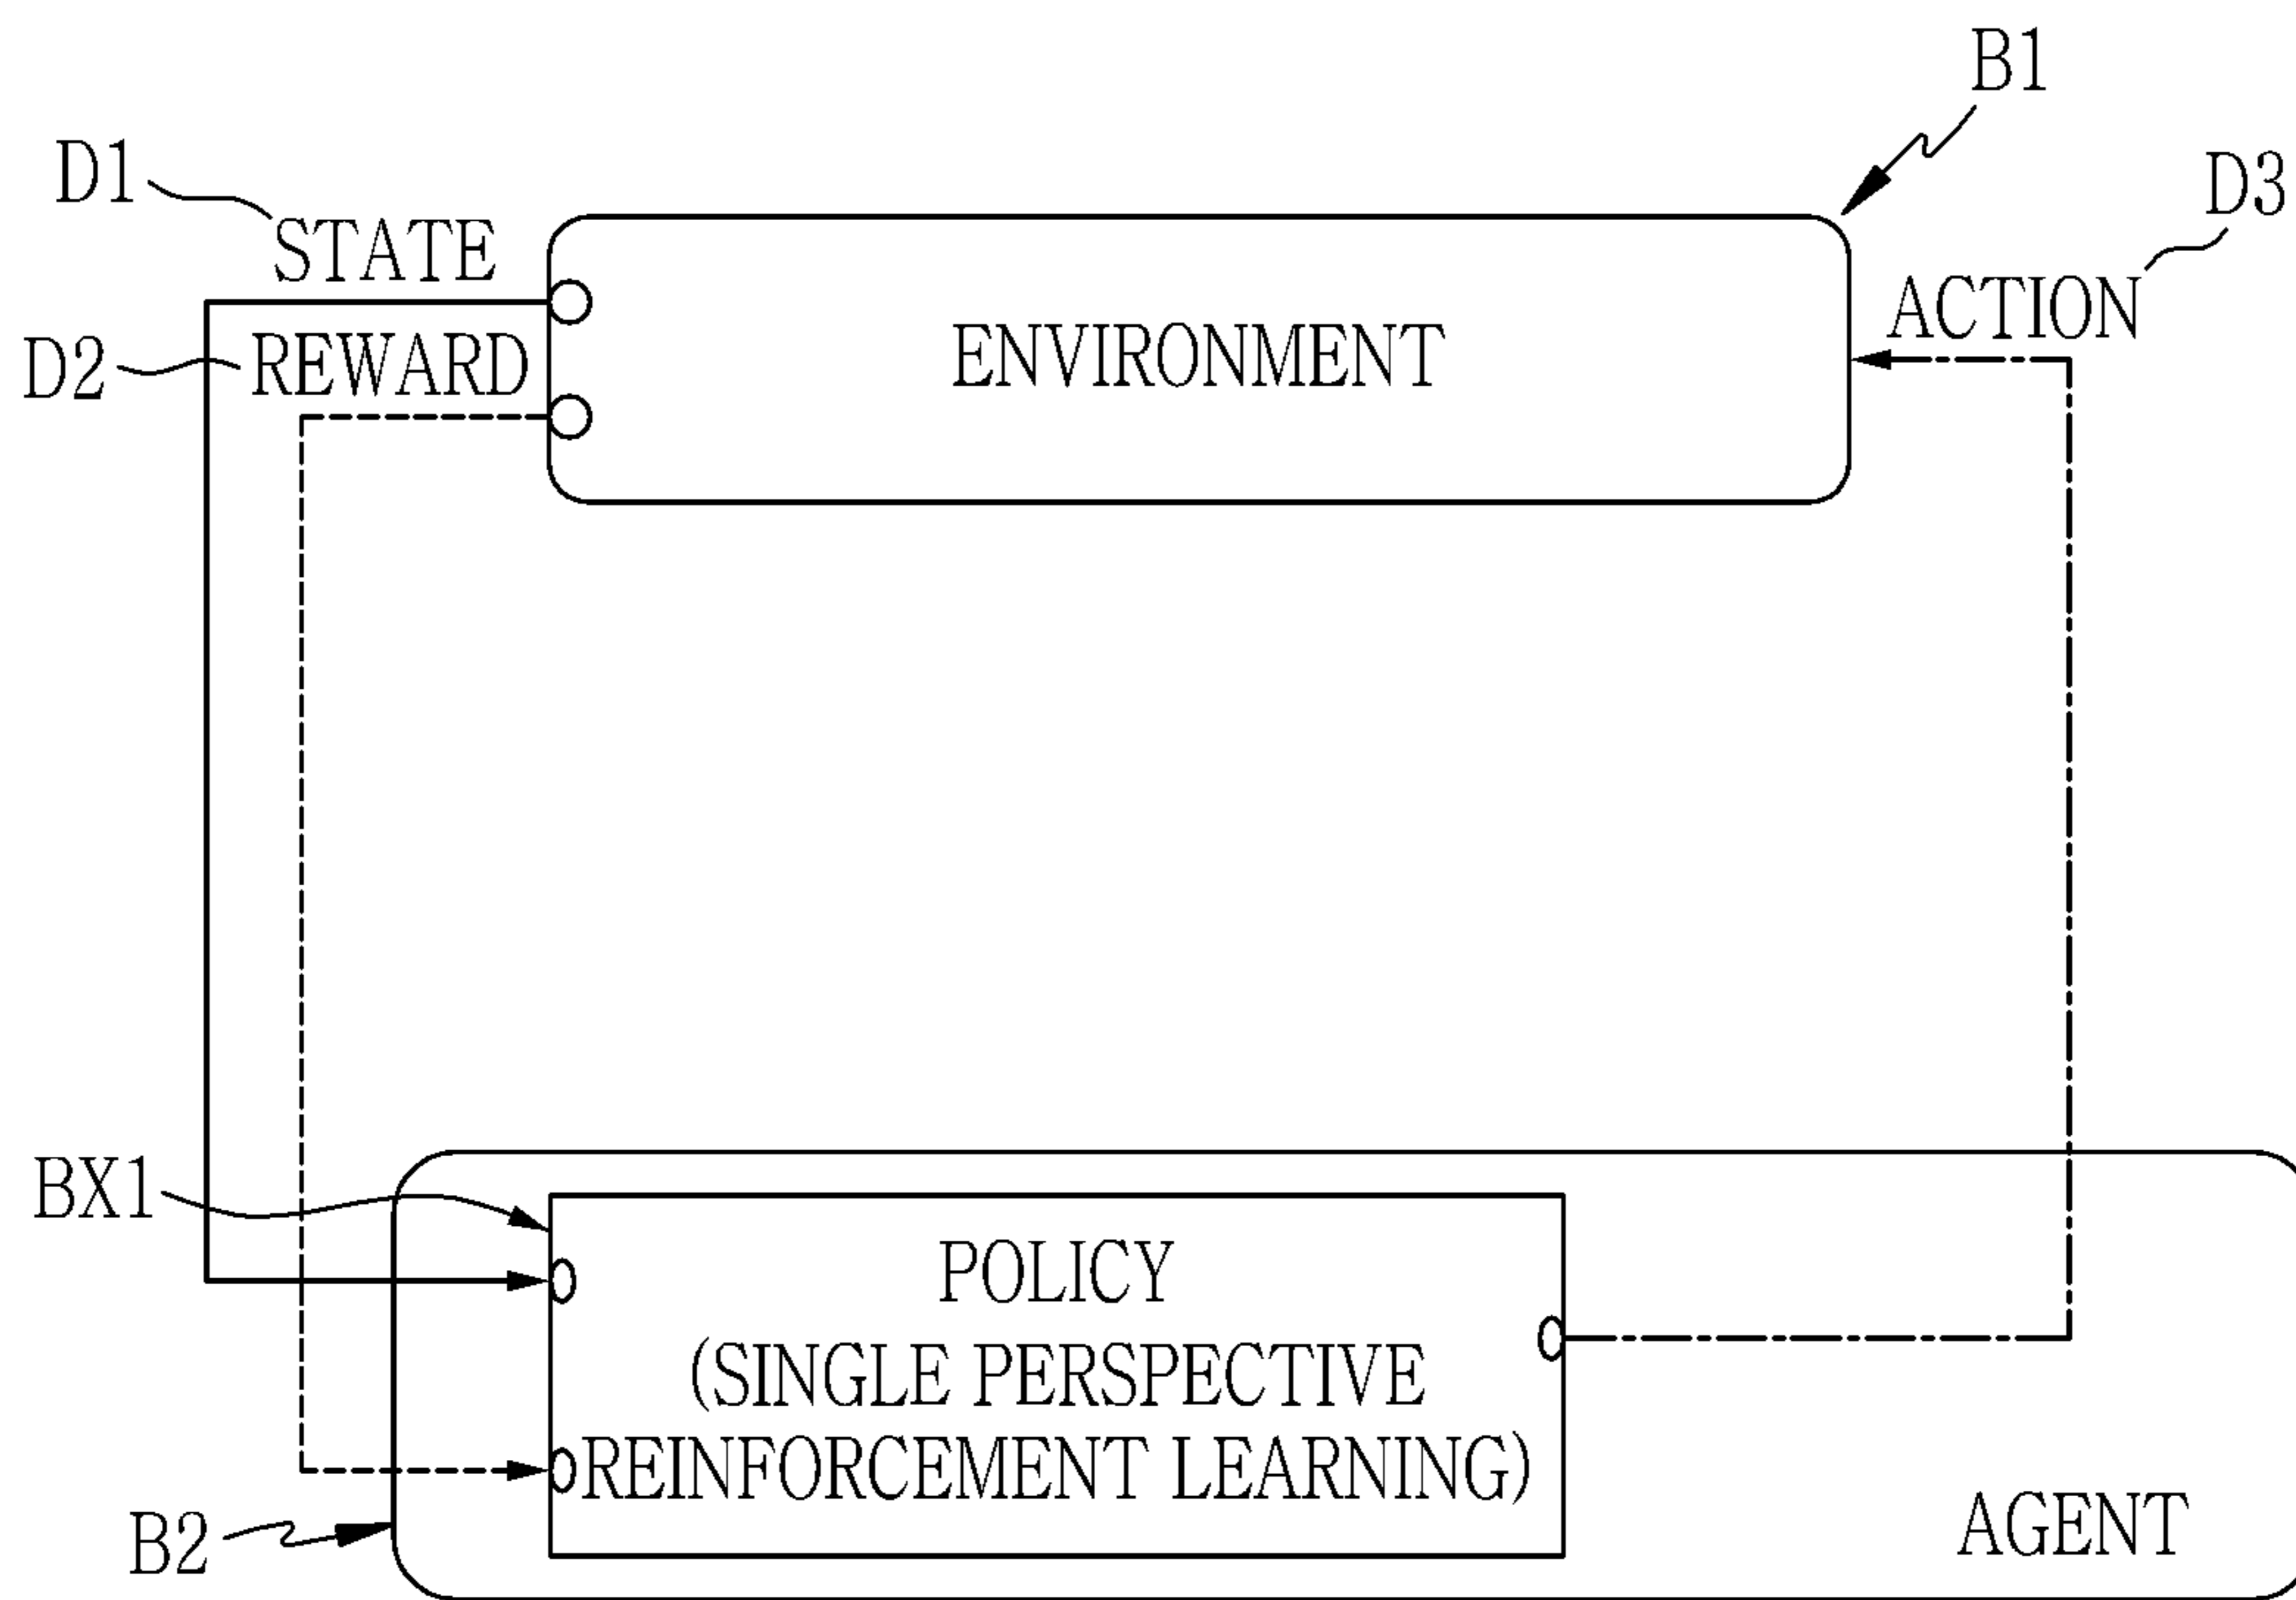 B1
D1
D3
STATE
ACTION
D2
REWARD
ENVIRONMENT
BX1
POLICY
(SINGLE PERSPECTIVE
REINFORCEMENT LEARNING)
B2
AGENT